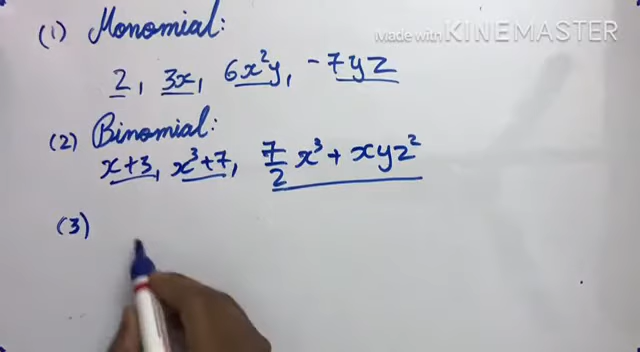 (1) Monomial:
Made with KINEMASTER
2, 3x, 6x²y, -7yz
(2) Binomial:
x+3, x³+7, 7/2 x³ + xyz²
(3)